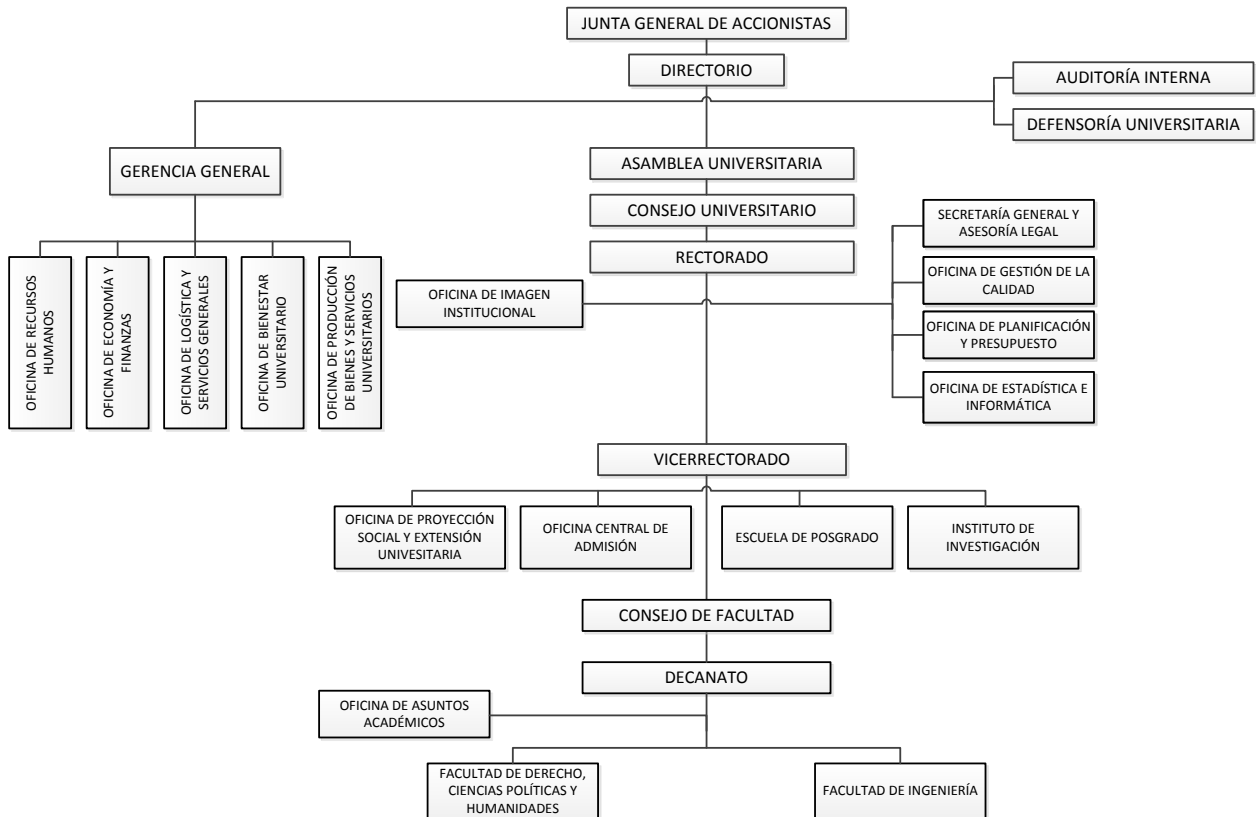 JUNTA GENERAL DE ACCIONISTAS
DIRECTORIO
AUDITORÍA INTERNA
DEFENSORÍA UNIVERSITARIA
GERENCIA GENERAL
ASAMBLEA UNIVERSITARIA
CONSEJO UNIVERSITARIO
RECTORADO
SECRETARÍA GENERAL Y
ASESORÍA LEGAL
OFICINA DE GESTIÓN DE LA
CALIDAD
OFICINA DE IMAGEN
INSTITUCIONAL
OFICINA DE PLANIFICACIÓN
Y PRESUPUESTO
OFICINA DE ESTADÍSTICA E
INFORMÁTICA
OFICINA DE RECURSOS
HUMANOS
OFICINA DE ECONOMÍA Y
FINANZAS
OFICINA DE LOGÍSTICA Y
SERVICIOS GENERALES
OFICINA DE BIENESTAR
UNIVERSITARIO
OFICINA DE PRODUCCIÓN
DE BIENES Y SERVICIOS
UNIVERSITARIOS
VICERRECTORADO
OFICINA DE PROYECCIÓN
SOCIAL Y EXTENSIÓN
UNIVESITARIA
OFICINA CENTRAL DE
ADMISIÓN
ESCUELA DE POSGRADO
INSTITUTO DE
INVESTIGACIÓN
CONSEJO DE FACULTAD
DECANATO
OFICINA DE ASUNTOS
ACADÉMICOS
FACULTAD DE DERECHO,
CIENCIAS POLÍTICAS Y
HUMANIDADES
FACULTAD DE INGENIERÍA